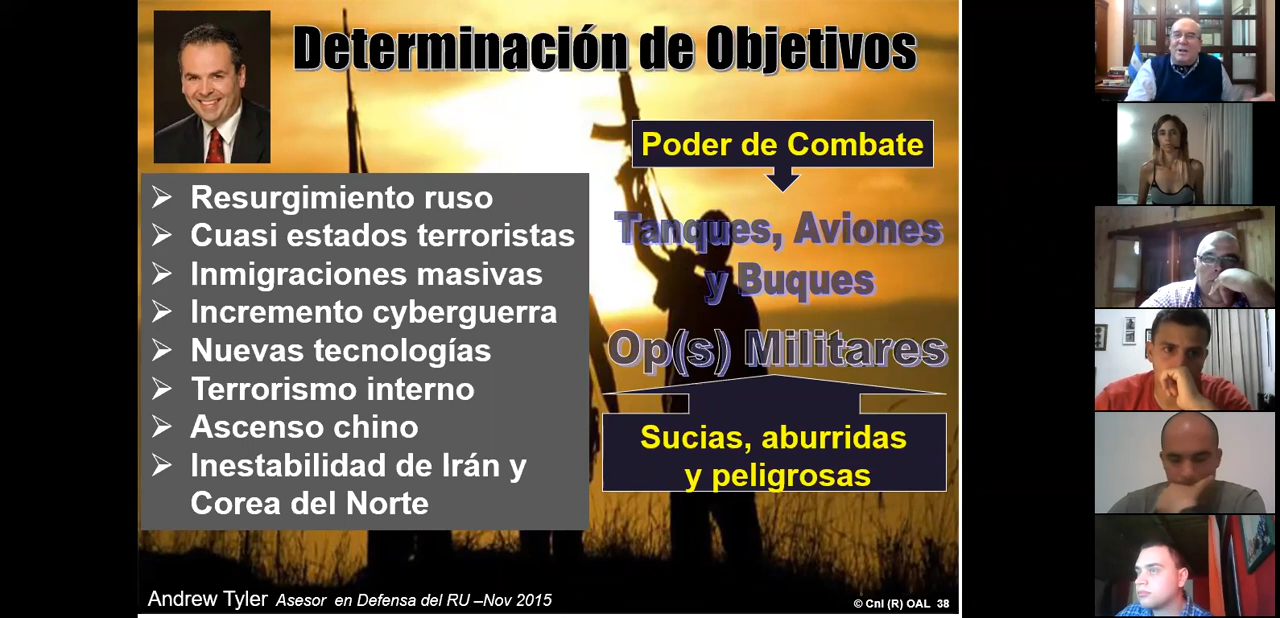 Determinación de Objetivos
Poder de Combate
Resurgimiento ruso
Cuasi estados terroristas
Inmigraciones masivas
Incremento cyberguerra
Nuevas tecnologías
Terrorismo interno
Ascenso chino
Inestabilidad de Irán y
Corea del Norte
Tanques, Aviones
y Buques
Op(s) Militares
Sucias, aburridas
y peligrosas
Andrew Tyler Asesor en Defensa del RU –Nov 2015
© Cnl (R) OAL 38